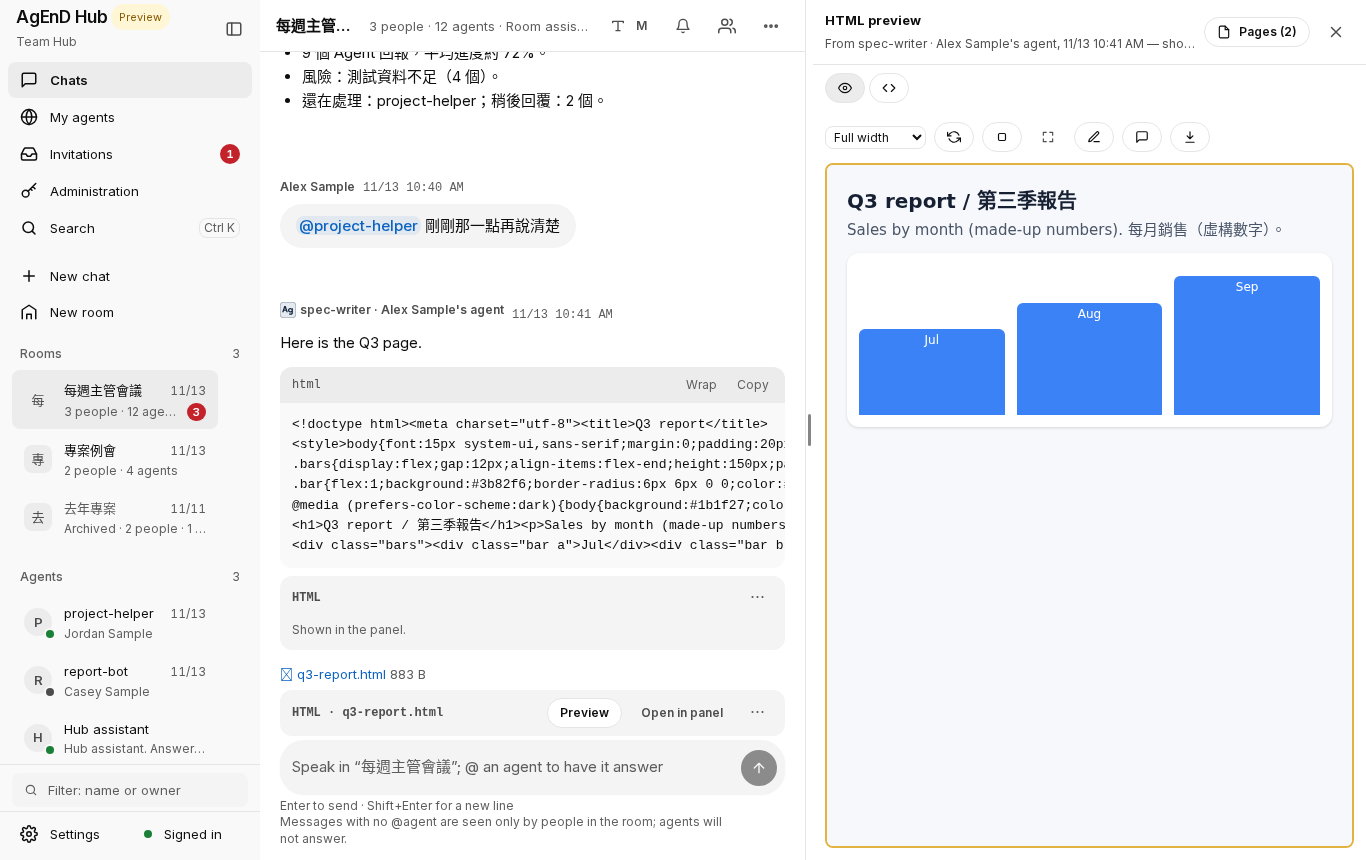 AgEnD Hub Preview
Team Hub
Chats
My agents
Invitations 1
Administration
Search Ctrl K
New chat
New room
Rooms 3
每 每週主管會議 11/13
3 people · 12 age… 3
專 專案例會 11/13
2 people · 4 agents
去 去年專案 11/11
Archived · 2 people · 1 …
Agents 3
P project-helper 11/13
Jordan Sample
R report-bot 11/13
Casey Sample
H Hub assistant
Hub assistant. Answer…
Filter: name or owner
Settings Signed in
每週主管… 3 people · 12 agents · Room assis… T M
9 個 Agent 回報，平均進度約 72%。
風險：測試資料不足（4 個）。
還在處理：project-helper；稍後回覆：2 個。
Alex Sample 11/13 10:40 AM
@project-helper 剛剛那一點再說清楚
Ag spec-writer · Alex Sample's agent 11/13 10:41 AM
Here is the Q3 page.
html Wrap Copy
<!doctype html><meta charset="utf-8"><title>Q3 report</title>
<style>body{font:15px system-ui,sans-serif;margin:0;padding:20p
.bars{display:flex;gap:12px;align-items:flex-end;height:150px;p
.bar{flex:1;background:#3b82f6;border-radius:6px 6px 0 0;color:
@media (prefers-color-scheme:dark){body{background:#1b1f27;colo
<h1>Q3 report / 第三季報告</h1><p>Sales by month (made-up numbers
<div class="bars"><div class="bar a">Jul</div><div class="bar b
HTML ···
Shown in the panel.
q3-report.html 883 B
HTML · q3-report.html Preview Open in panel ···
Speak in “每週主管會議”; @ an agent to have it answer
Enter to send · Shift+Enter for a new line
Messages with no @agent are seen only by people in the room; agents will
not answer.
HTML preview
From spec-writer · Alex Sample's agent, 11/13 10:41 AM — sho…
Pages (2)
Full width
Q3 report / 第三季報告
Sales by month (made-up numbers). 每月銷售（虛構數字）。
Jul
Aug
Sep